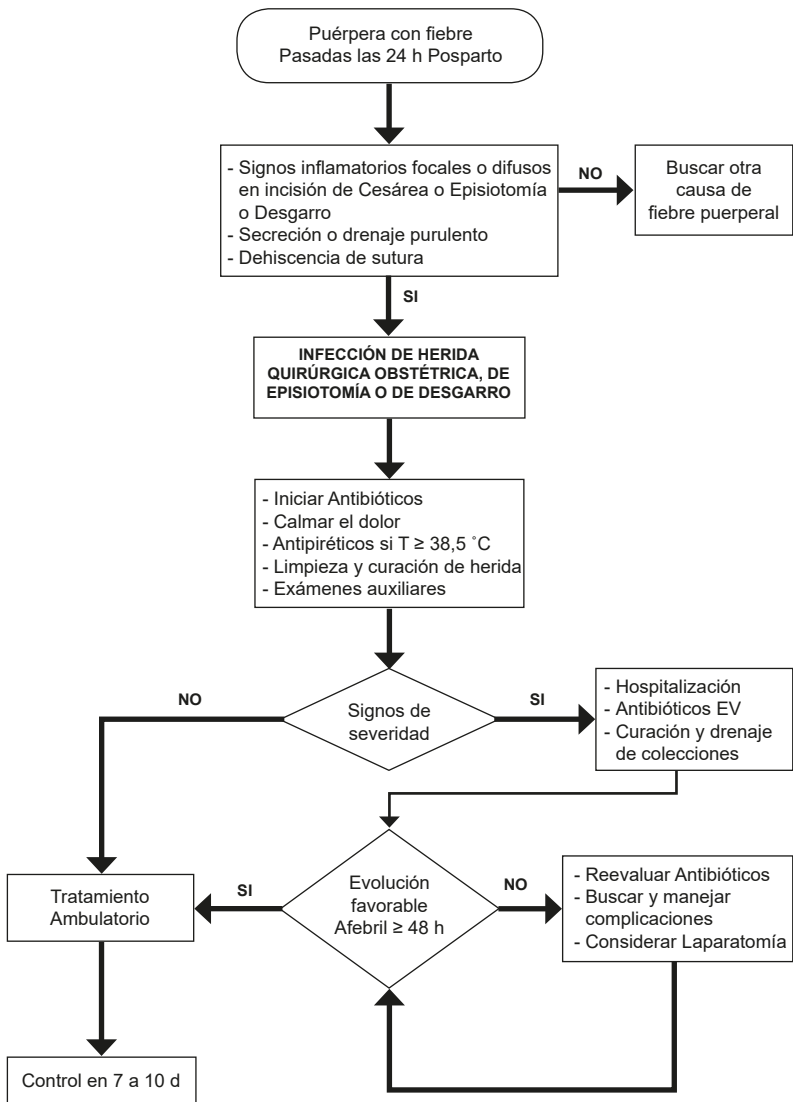 Puérpera con fiebre
Pasadas las 24 h Posparto
- Signos inflamatorios focales o difusos
en incisión de Cesárea o Episiotomía
o Desgarro
- Secreción o drenaje purulento
- Dehiscencia de sutura
NO
Buscar otra
causa de
fiebre puerperal
SI
INFECCIÓN DE HERIDA
QUIRÚRGICA OBSTÉTRICA, DE
EPISIOTOMÍA O DE DESGARRO
- Iniciar Antibióticos
- Calmar el dolor
- Antipiréticos si T ≥ 38,5 ˚C
- Limpieza y curación de herida
- Exámenes auxiliares
NO
Signos de
severidad
SI
- Hospitalización
- Antibióticos EV
- Curación y drenaje
de colecciones
Tratamiento
Ambulatorio
SI
Evolución
favorable
Afebril ≥ 48 h
NO
- Reevaluar Antibióticos
- Buscar y manejar
complicaciones
- Considerar Laparatomía
Control en 7 a 10 d